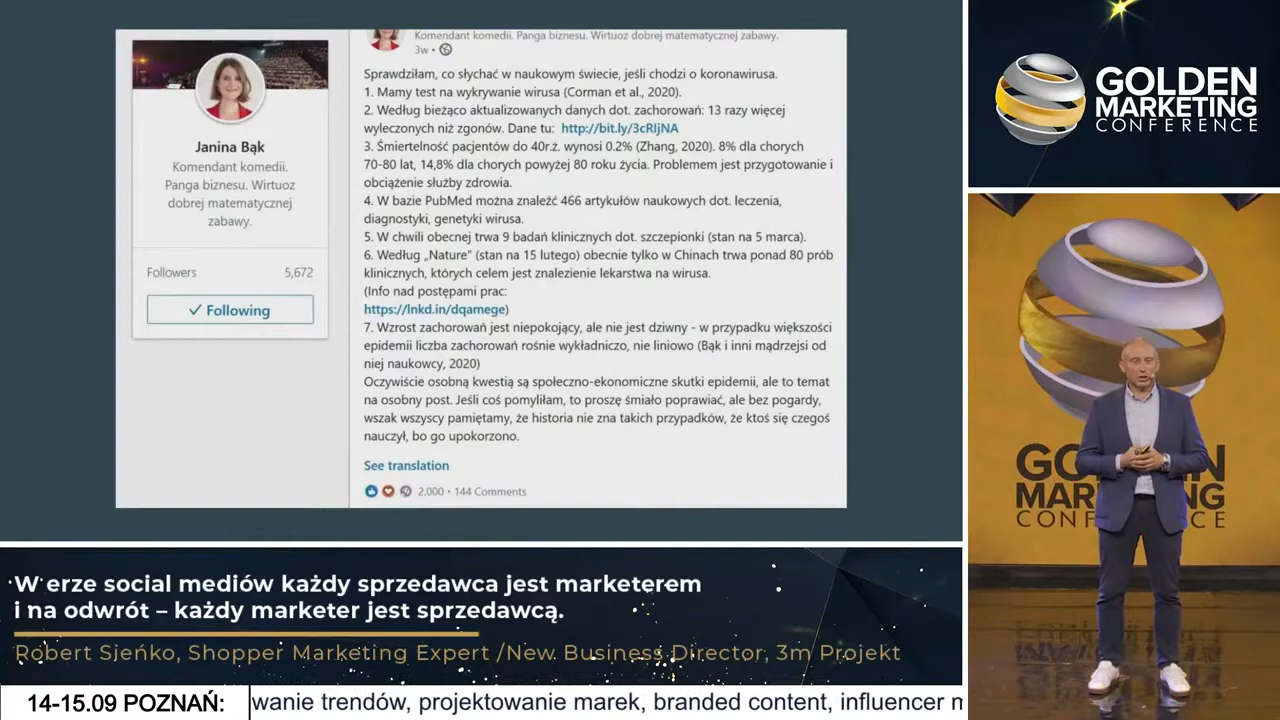 Komendant komedii. Panga biznesu. Wirtuoz dobrej matematycznej zabawy.
3w •
Janina Bąk
Komendant komedii.
Panga biznesu. Wirtuoz
dobrej matematycznej
zabawy.
Followers 5,672
✓ Following
Sprawdziłam, co słychać w naukowym świecie, jeśli chodzi o koronawirusa.
1. Mamy test na wykrywanie wirusa (Corman et al., 2020).
2. Według bieżąco aktualizowanych danych dot. zachorowań: 13 razy więcej
wyleczonych niż zgonów. Dane tu: http://bit.ly/3cRIjNA
3. Śmiertelność pacjentów do 40r.ż. wynosi 0.2% (Zhang, 2020). 8% dla chorych
70-80 lat, 14,8% dla chorych powyżej 80 roku życia. Problemem jest przygotowanie i
obciążenie służby zdrowia.
4. W bazie PubMed można znaleźć 466 artykułów naukowych dot. leczenia,
diagnostyki, genetyki wirusa.
5. W chwili obecnej trwa 9 badań klinicznych dot. szczepionki (stan na 5 marca).
6. Według „Nature” (stan na 15 lutego) obecnie tylko w Chinach trwa ponad 80 prób
klinicznych, których celem jest znalezienie lekarstwa na wirusa.
(Info nad postępami prac:
https://lnkd.in/dqamege)
7. Wzrost zachorowań jest niepokojący, ale nie jest dziwny - w przypadku większości
epidemii liczba zachorowań rośnie wykładniczo, nie liniowo (Bąk i inni mądrzejsi od
niej naukowcy, 2020)
Oczywiście osobną kwestią są społeczno-ekonomiczne skutki epidemii, ale to temat
na osobny post. Jeśli coś pomyliłam, to proszę śmiało poprawiać, ale bez pogardy,
wszak wszyscy pamiętamy, że historia nie zna takich przypadków, że ktoś się czegoś
nauczył, bo go upokorzono.
See translation
2.000 • 144 Comments
GOLDEN
MARKETING
CONFERENCE
W erze social mediów każdy sprzedawca jest marketerem
i na odwrót – każdy marketer jest sprzedawcą.
Robert Sieńko, Shopper Marketing Expert /New Business Director, 3m Projekt
14-15.09 POZNAŃ: wanie trendów, projektowanie marek, branded content, influencer